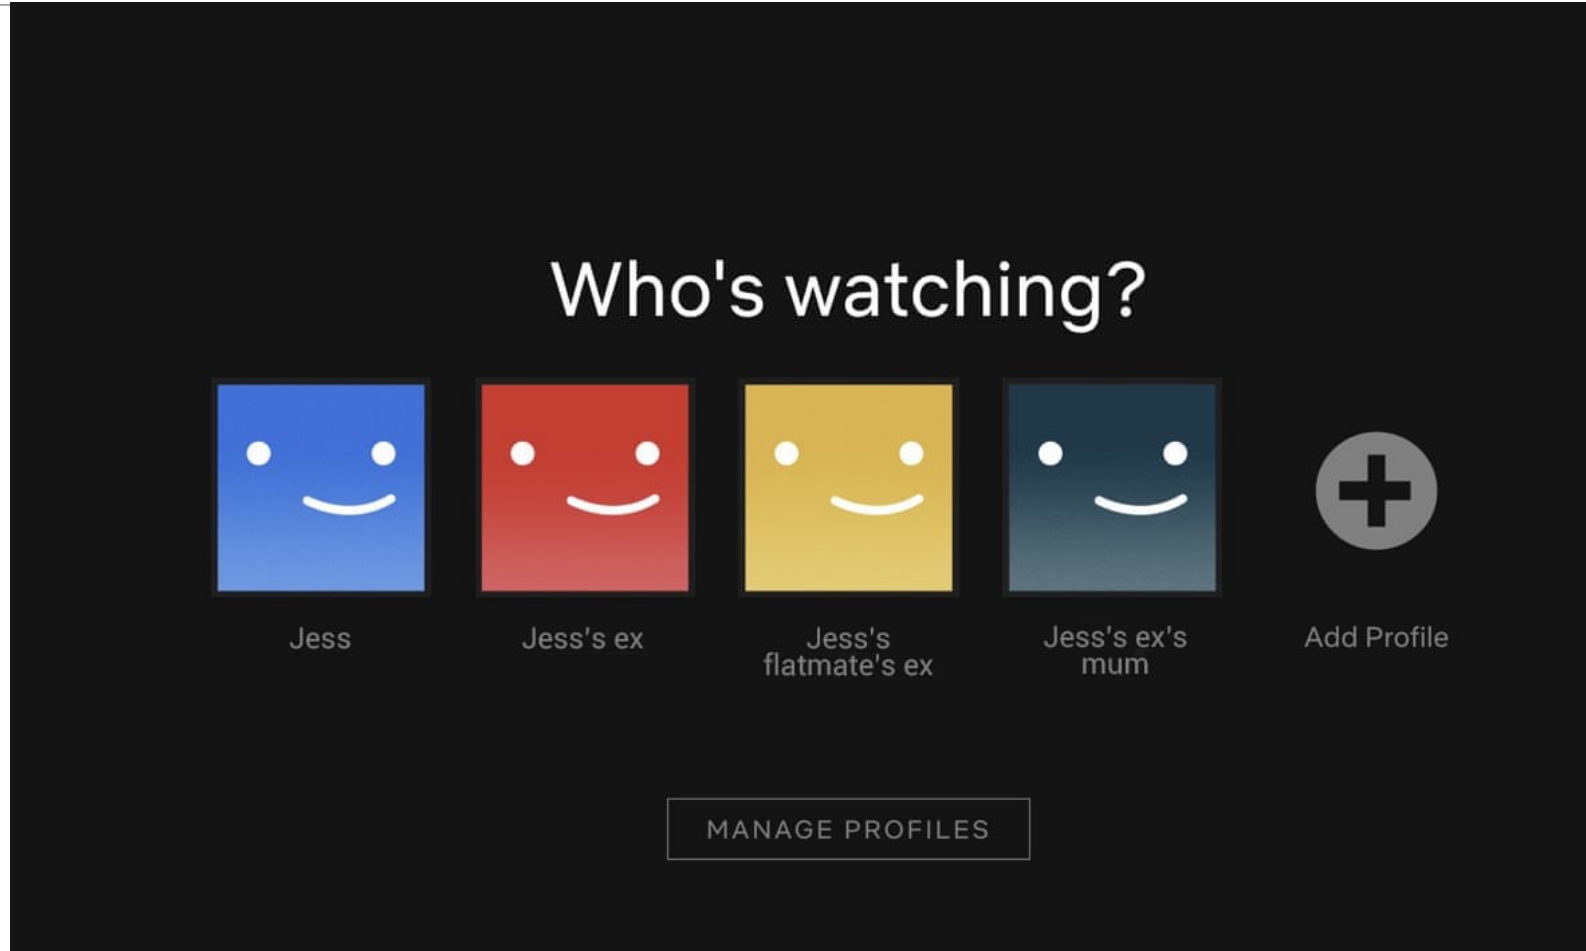 Who's watching?
Jess
Jess's ex
Jess's
flatmate's ex
Jess's ex's
mum
Add Profile
MANAGE PROFILES